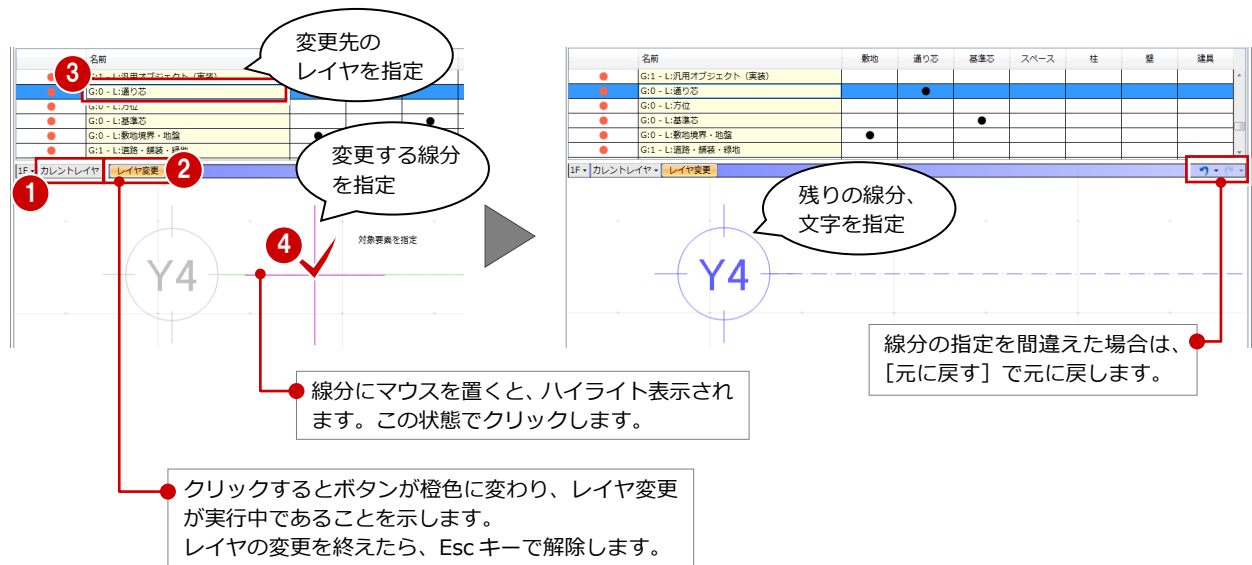 変更先の
レイヤを指定
名前
3
G:1 - L:汎用オブジェクト（実装）
G:0 - L:通り芯
G:0 - L:方位
G:0 - L:基準芯
G:0 - L:敷地境界・地盤
G:1 - L:道路・舗装・緑地
1F
カレントレイヤ
レイヤ変更
1
2
変更する線分
を指定
4
対象要素を指定
Y4
線分にマウスを置くと、ハイライト表示され
ます。この状態でクリックします。
クリックするとボタンが橙色に変わり、レイヤ変更
が実行中であることを示します。
レイヤの変更を終えたら、Esc キーで解除します。
名前 敷地 通り芯 基準芯 スペース 柱 壁 建具
G:1 - L:汎用オブジェクト（実装）
G:0 - L:通り芯
G:0 - L:方位
G:0 - L:基準芯
G:0 - L:敷地境界・地盤
G:1 - L:道路・舗装・緑地
1F カレントレイヤ レイヤ変更
残りの線分、
文字を指定
Y4
線分の指定を間違えた場合は、
［元に戻す］で元に戻します。